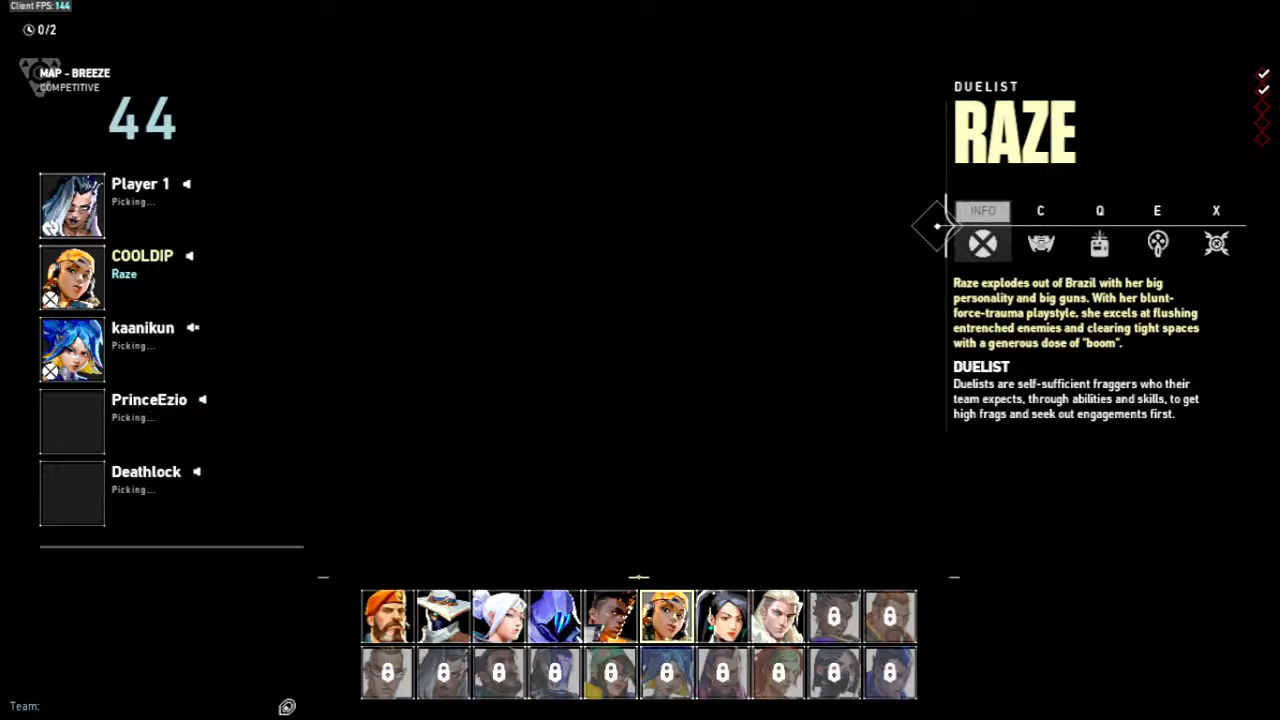 Client FPS: 144
0/2
MAP - BREEZE
COMPETITIVE
44
Player 1
Picking...
COOLDIP
Raze
kaanikun
Picking...
PrinceEzio
Picking...
Deathlock
Picking...
DUELIST
RAZE
INFO C Q E X
Raze explodes out of Brazil with her big
personality and big guns. With her blunt-
force-trauma playstyle, she excels at flushing
entrenched enemies and clearing tight spaces
with a generous dose of "boom".
DUELIST
Duelists are self-sufficient fraggers who their
team expects, through abilities and skills, to get
high frags and seek out engagements first.
Team: